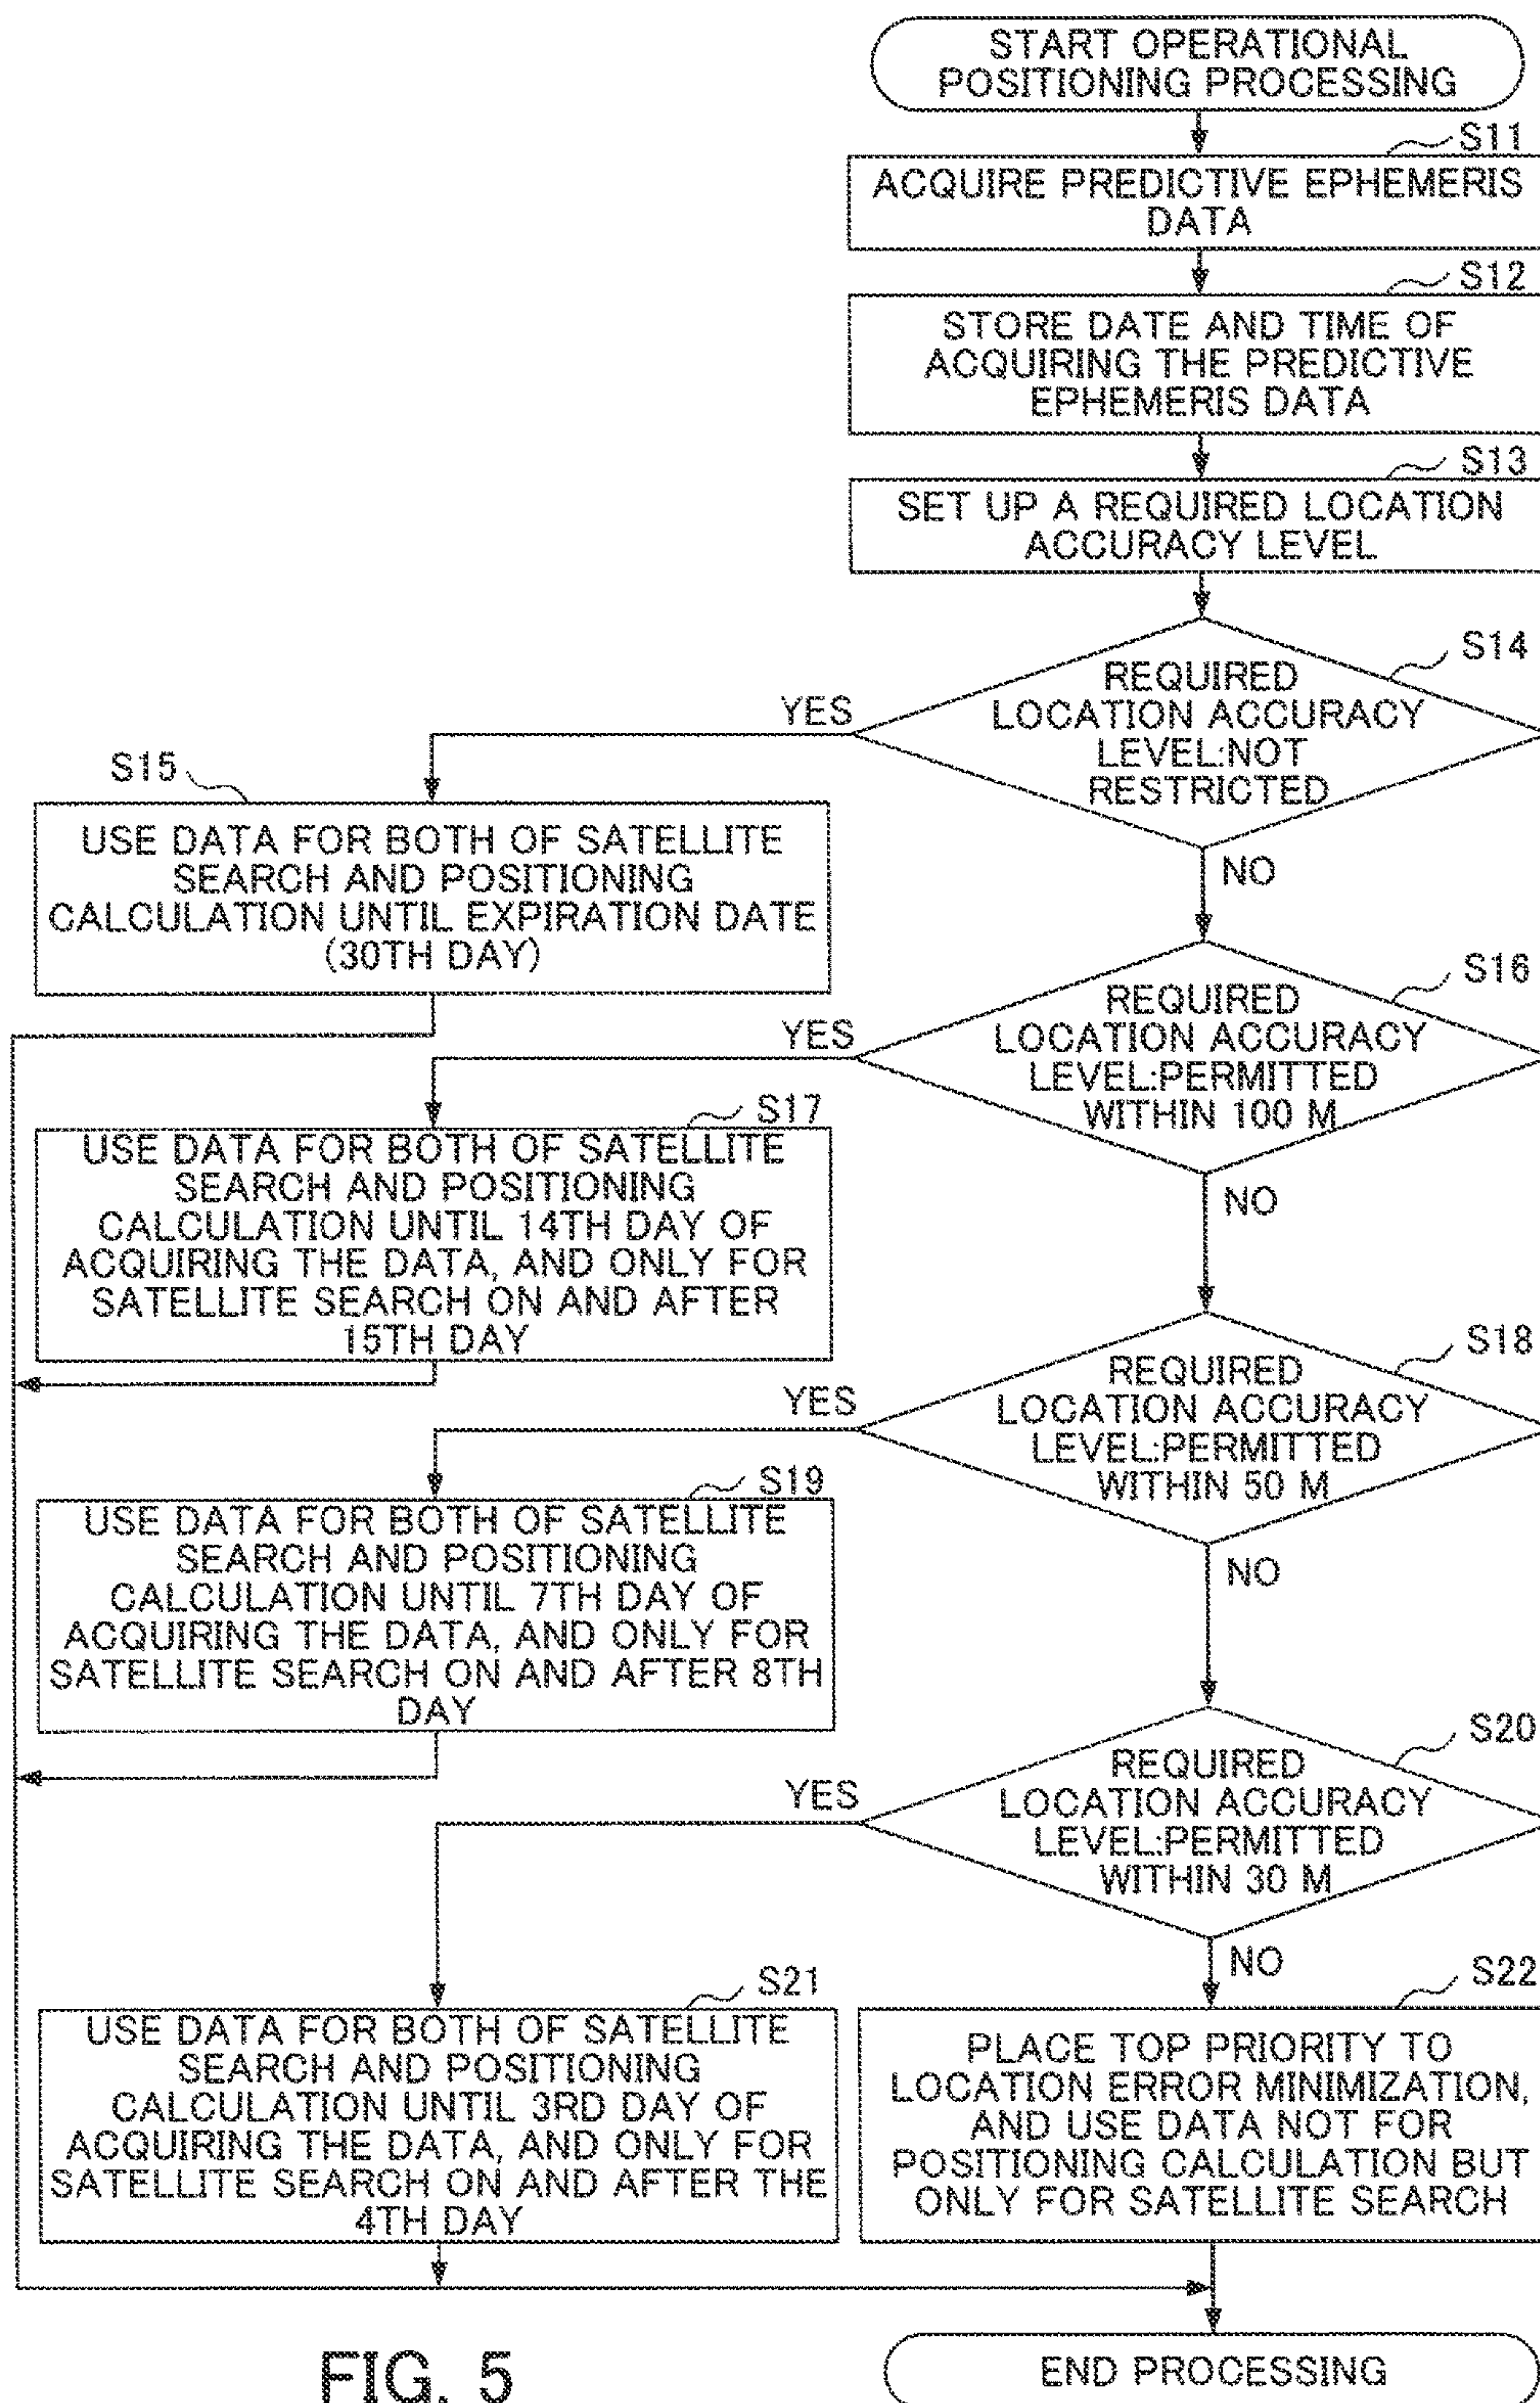 START OPERATIONAL
POSITIONING PROCESSING
S11
ACQUIRE PREDICTIVE EPHEMERIS
DATA
S12
STORE DATE AND TIME OF
ACQUIRING THE PREDICTIVE
EPHEMERIS DATA
S13
SET UP A REQUIRED LOCATION
ACCURACY LEVEL
S14
REQUIRED
LOCATION ACCURACY
LEVEL:NOT
RESTRICTED
YES
NO
S15
USE DATA FOR BOTH OF SATELLITE
SEARCH AND POSITIONING
CALCULATION UNTIL EXPIRATION DATE
(30TH DAY)
S16
REQUIRED
LOCATION ACCURACY
LEVEL:PERMITTED
WITHIN 100 M
YES
NO
S17
USE DATA FOR BOTH OF SATELLITE
SEARCH AND POSITIONING
CALCULATION UNTIL 14TH DAY OF
ACQUIRING THE DATA, AND ONLY FOR
SATELLITE SEARCH ON AND AFTER
15TH DAY
S18
REQUIRED
LOCATION ACCURACY
LEVEL:PERMITTED
WITHIN 50 M
YES
NO
S19
USE DATA FOR BOTH OF SATELLITE
SEARCH AND POSITIONING
CALCULATION UNTIL 7TH DAY OF
ACQUIRING THE DATA, AND ONLY FOR
SATELLITE SEARCH ON AND AFTER 8TH
DAY
S20
REQUIRED
LOCATION ACCURACY
LEVEL:PERMITTED
WITHIN 30 M
YES
NO
S21
USE DATA FOR BOTH OF SATELLITE
SEARCH AND POSITIONING
CALCULATION UNTIL 3RD DAY OF
ACQUIRING THE DATA, AND ONLY FOR
SATELLITE SEARCH ON AND AFTER THE
4TH DAY
S22
PLACE TOP PRIORITY TO
LOCATION ERROR MINIMIZATION,
AND USE DATA NOT FOR
POSITIONING CALCULATION BUT
ONLY FOR SATELLITE SEARCH
END PROCESSING
FIG. 5